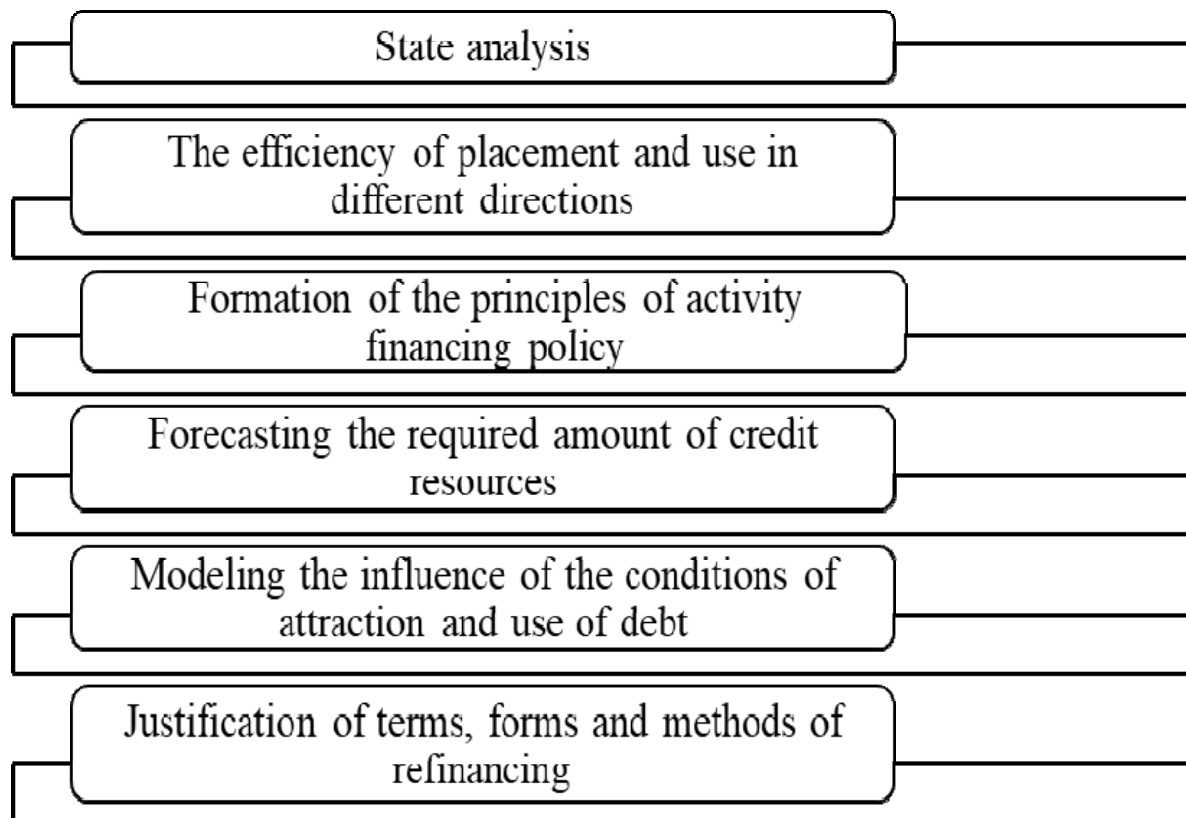 State analysis
The efficiency of placement and use in
different directions
Formation of the principles of activity
financing policy
Forecasting the required amount of credit
resources
Modeling the influence of the conditions of
attraction and use of debt
Justification of terms, forms and methods of
refinancing